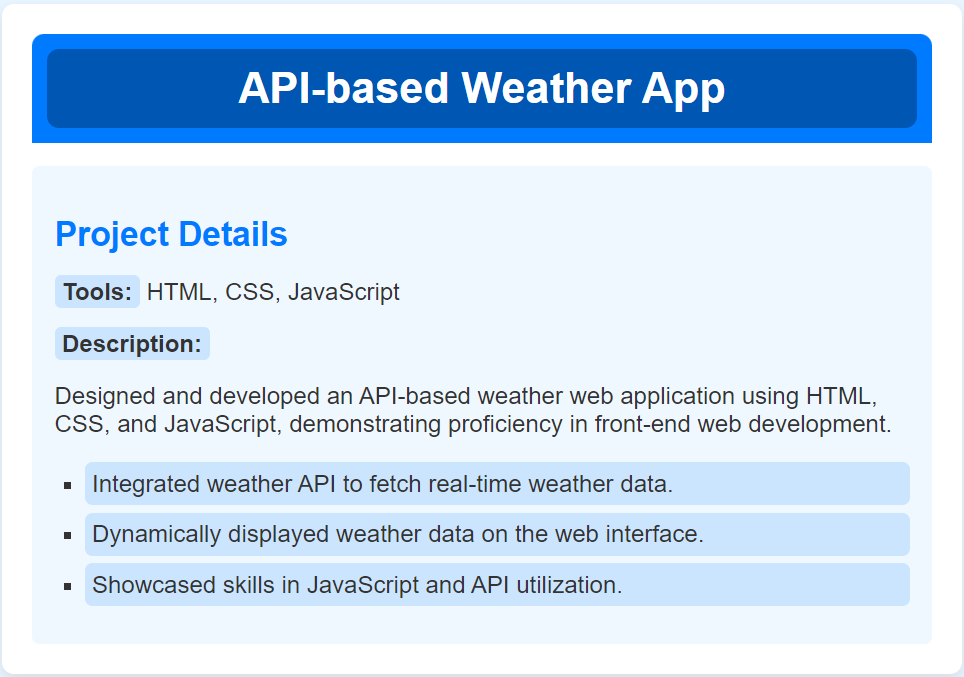 API-based Weather App
Project Details
Tools: HTML, CSS, JavaScript
Description:
Designed and developed an API-based weather web application using HTML,
CSS, and JavaScript, demonstrating proficiency in front-end web development.
Integrated weather API to fetch real-time weather data.
Dynamically displayed weather data on the web interface.
Showcased skills in JavaScript and API utilization.